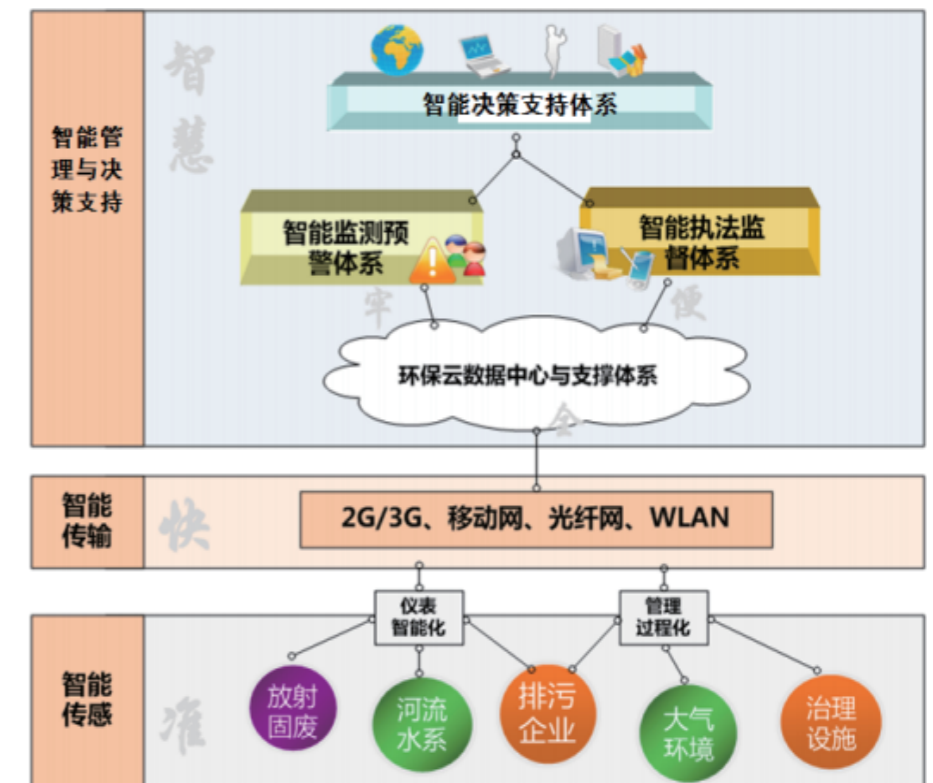 智
慧
智能决策支持体系
智能管
理与决
策支持
智能监测预
警体系
智能执法监
督体系
牢
便
环保云数据中心与支撑体系
全
智能
传输
快
2G/3G、移动网、光纤网、WLAN
仪表
智能化
管理
过程化
智能
传感
准
放射
固废
河流
水系
排污
企业
大气
环境
治理
设施